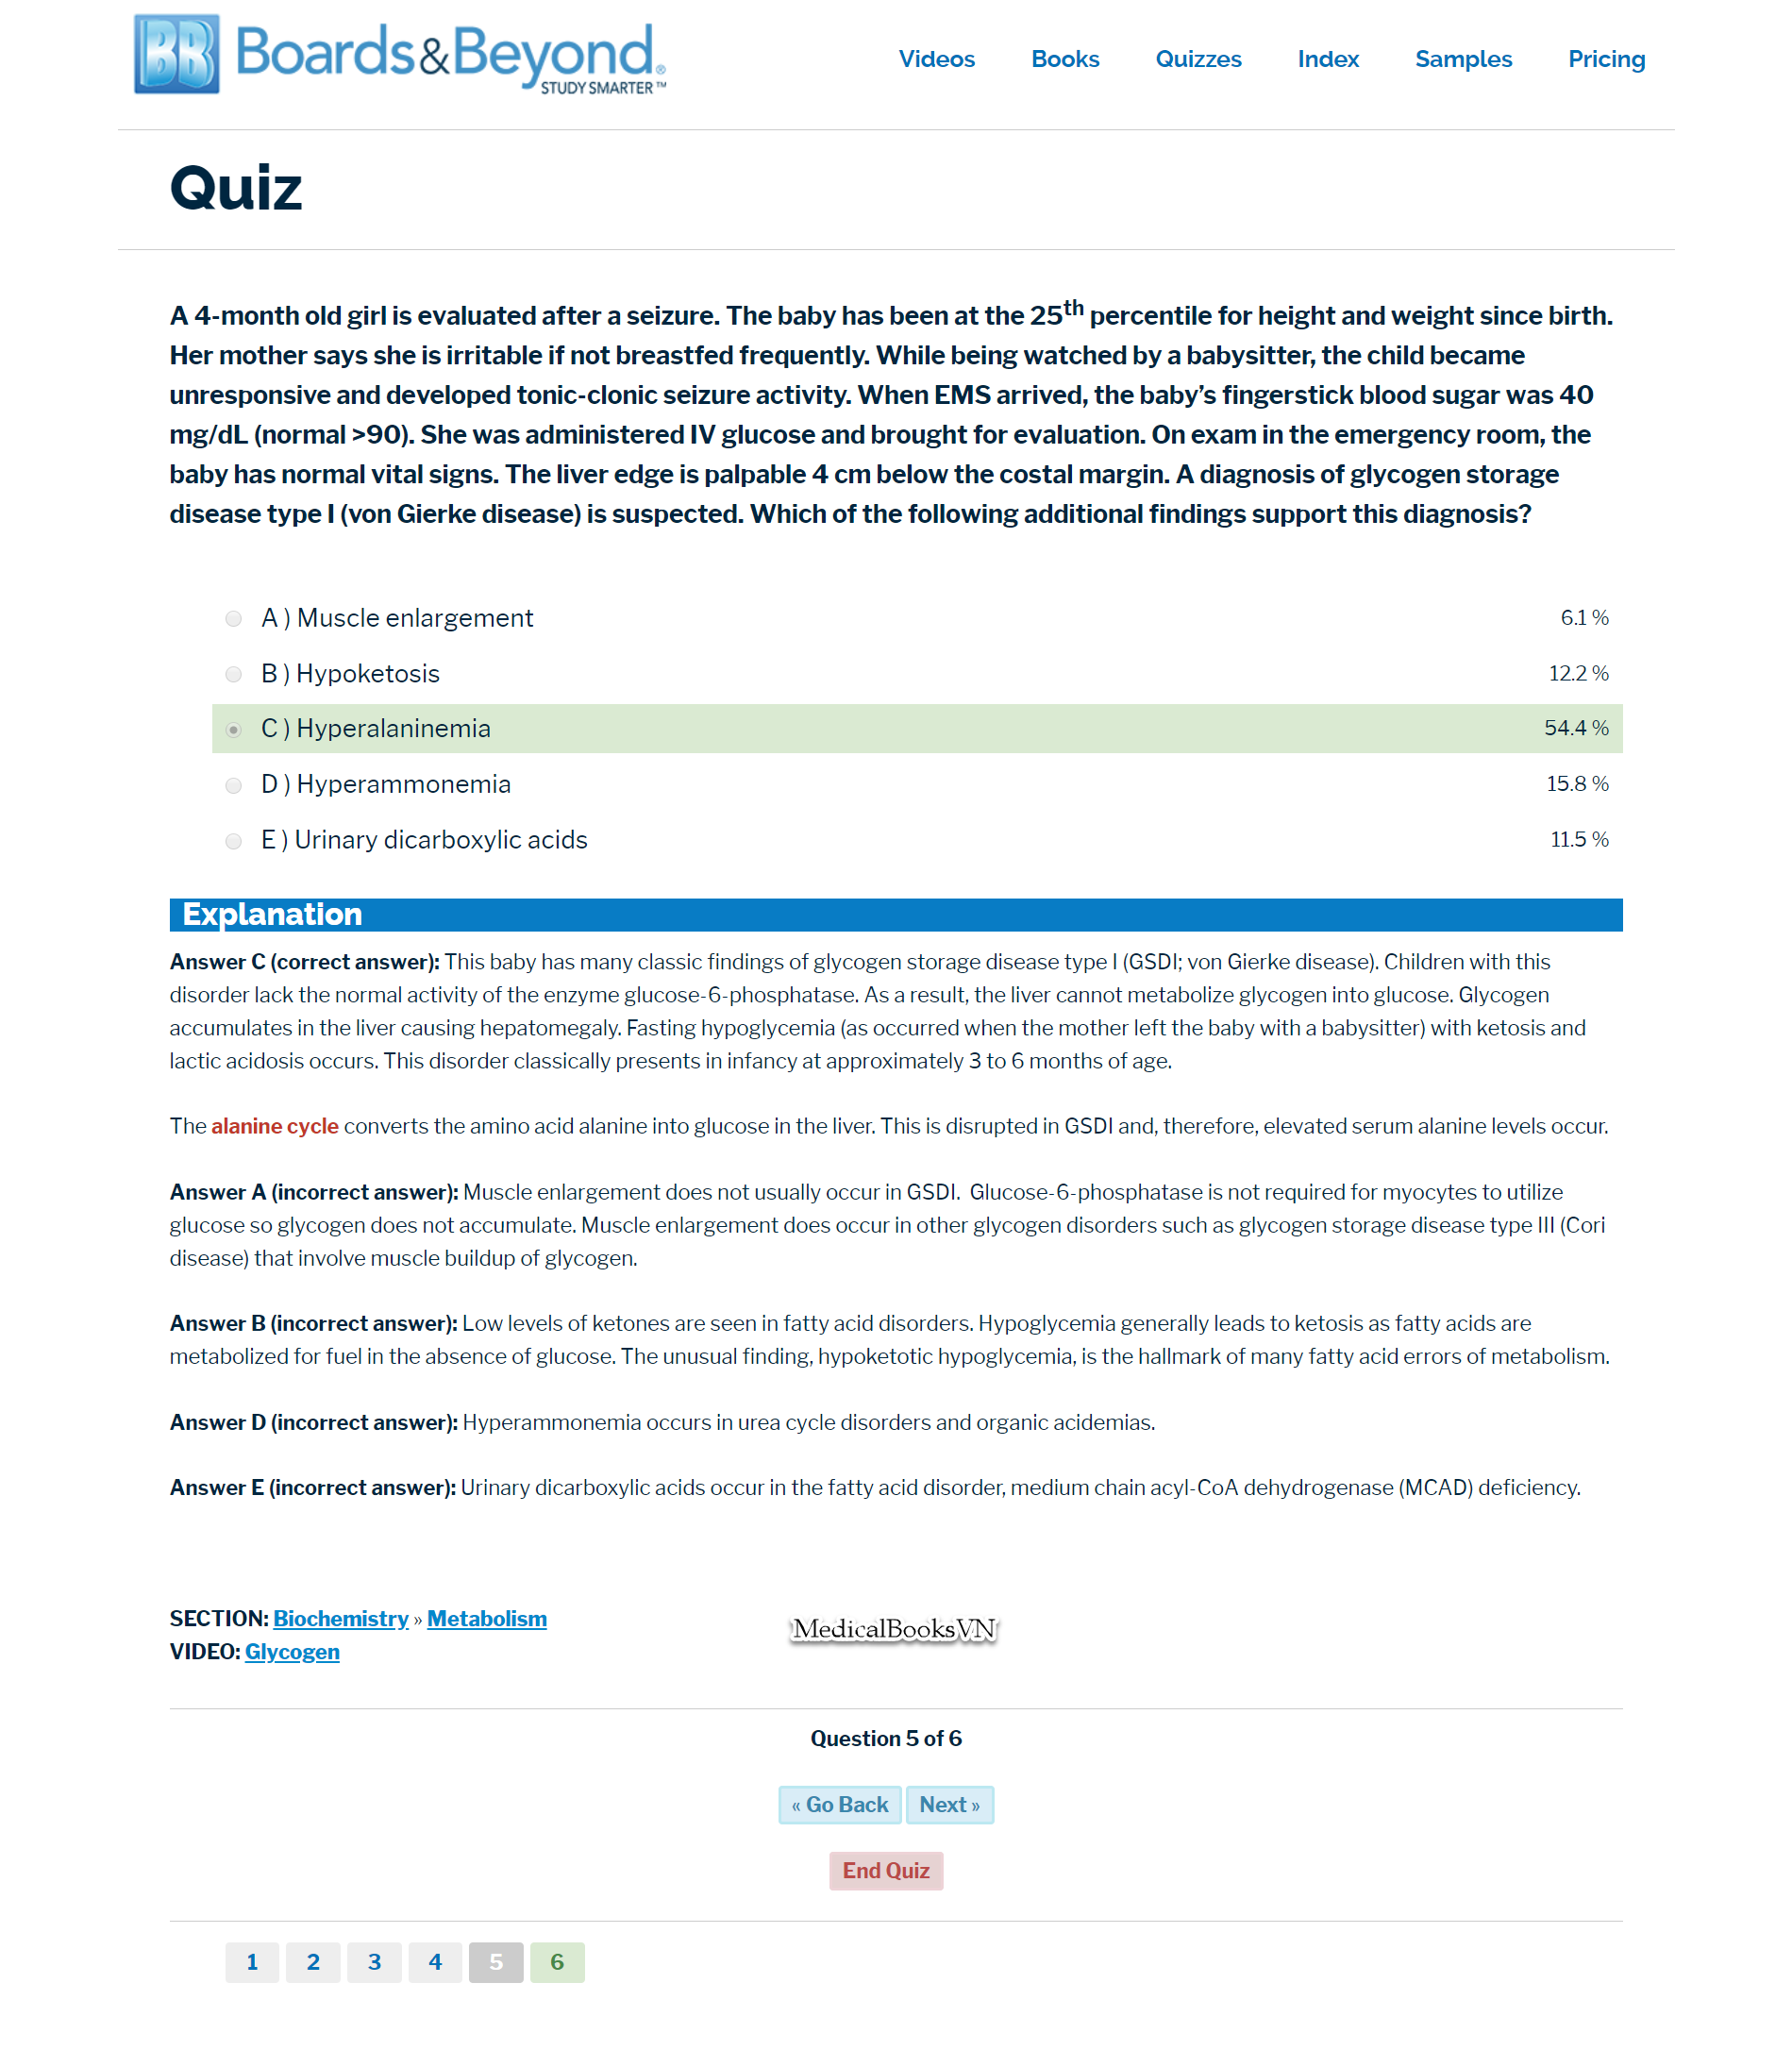 BB Boards&Beyond®
STUDY SMARTER™
Videos Books Quizzes Index Samples Pricing
Quiz
A 4-month old girl is evaluated after a seizure. The baby has been at the 25th percentile for height and weight since birth.
Her mother says she is irritable if not breastfed frequently. While being watched by a babysitter, the child became
unresponsive and developed tonic-clonic seizure activity. When EMS arrived, the baby’s fingerstick blood sugar was 40
mg/dL (normal >90). She was administered IV glucose and brought for evaluation. On exam in the emergency room, the
baby has normal vital signs. The liver edge is palpable 4 cm below the costal margin. A diagnosis of glycogen storage
disease type I (von Gierke disease) is suspected. Which of the following additional findings support this diagnosis?
A ) Muscle enlargement 6.1 %
B ) Hypoketosis 12.2 %
C ) Hyperalaninemia 54.4 %
D ) Hyperammonemia 15.8 %
E ) Urinary dicarboxylic acids 11.5 %
Explanation
Answer C (correct answer): This baby has many classic findings of glycogen storage disease type I (GSDI; von Gierke disease). Children with this
disorder lack the normal activity of the enzyme glucose-6-phosphatase. As a result, the liver cannot metabolize glycogen into glucose. Glycogen
accumulates in the liver causing hepatomegaly. Fasting hypoglycemia (as occurred when the mother left the baby with a babysitter) with ketosis and
lactic acidosis occurs. This disorder classically presents in infancy at approximately 3 to 6 months of age.
The alanine cycle converts the amino acid alanine into glucose in the liver. This is disrupted in GSDI and, therefore, elevated serum alanine levels occur.
Answer A (incorrect answer): Muscle enlargement does not usually occur in GSDI. Glucose-6-phosphatase is not required for myocytes to utilize
glucose so glycogen does not accumulate. Muscle enlargement does occur in other glycogen disorders such as glycogen storage disease type III (Cori
disease) that involve muscle buildup of glycogen.
Answer B (incorrect answer): Low levels of ketones are seen in fatty acid disorders. Hypoglycemia generally leads to ketosis as fatty acids are
metabolized for fuel in the absence of glucose. The unusual finding, hypoketotic hypoglycemia, is the hallmark of many fatty acid errors of metabolism.
Answer D (incorrect answer): Hyperammonemia occurs in urea cycle disorders and organic acidemias.
Answer E (incorrect answer): Urinary dicarboxylic acids occur in the fatty acid disorder, medium chain acyl-CoA dehydrogenase (MCAD) deficiency.
SECTION: Biochemistry » Metabolism
MedicalBooksVN
VIDEO: Glycogen
Question 5 of 6
« Go Back Next »
End Quiz
1 2 3 4 5 6